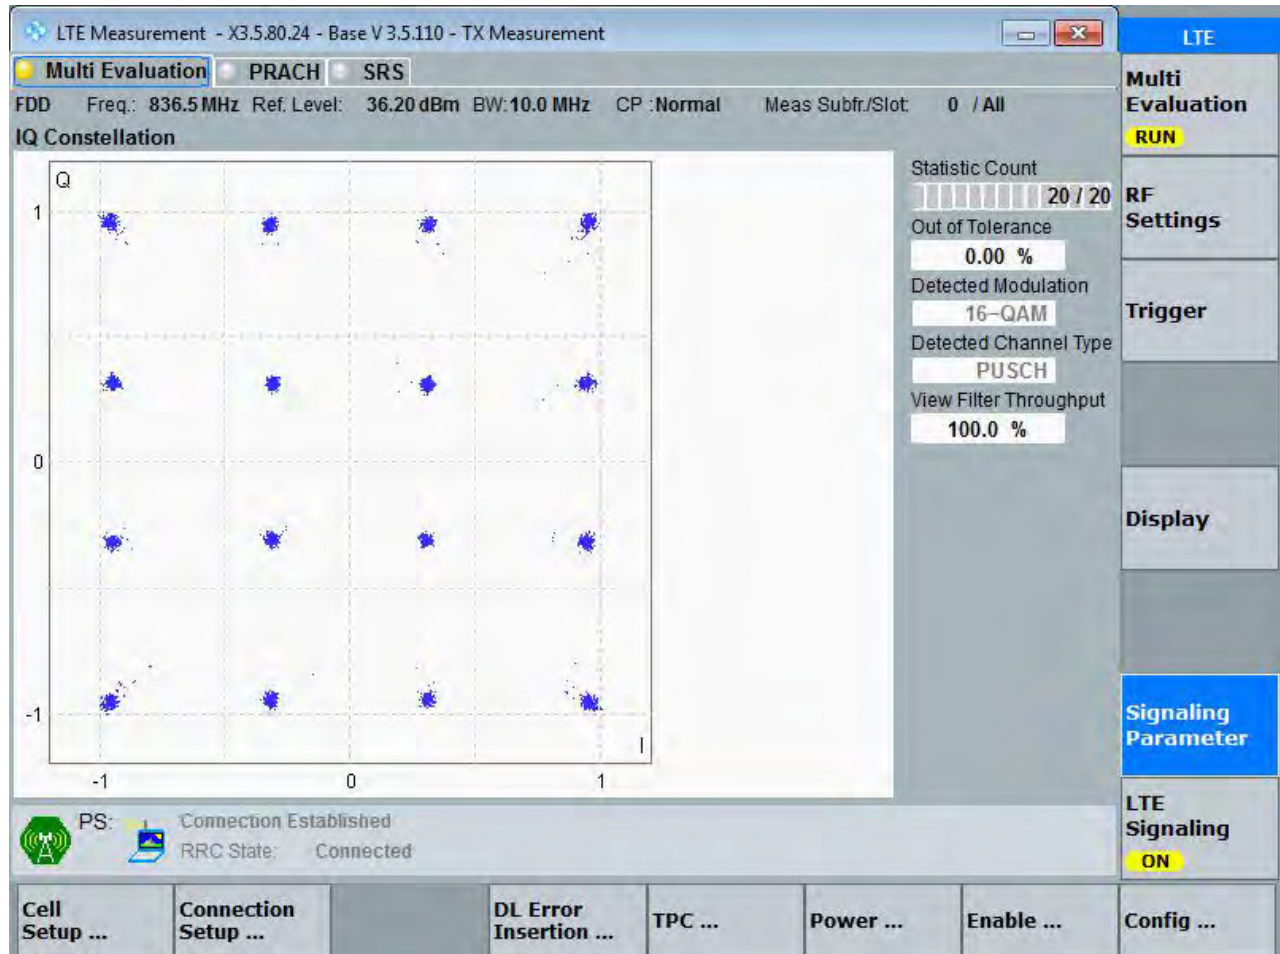 LTE Measurement - X3.5.80.24 - Base V 3.5.110 - TX Measurement
LTE
Multi Evaluation PRACH SRS
FDD Freq.: 836.5 MHz Ref. Level: 36.20 dBm BW: 10.0 MHz CP : Normal Meas Subfr./Slot: 0 / All
IQ Constellation
Q
1
0
-1
-1 0 1
I
Statistic Count
20 / 20
Out of Tolerance
0.00 %
Detected Modulation
16-QAM
Detected Channel Type
PUSCH
View Filter Throughput
100.0 %
Multi
Evaluation
RUN
RF
Settings
Trigger
Display
Signaling
Parameter
LTE
Signaling
ON
PS: Connection Established
RRC State: Connected
Cell
Setup ...
Connection
Setup ...
DL Error
Insertion ...
TPC ...
Power ...
Enable ...
Config ...